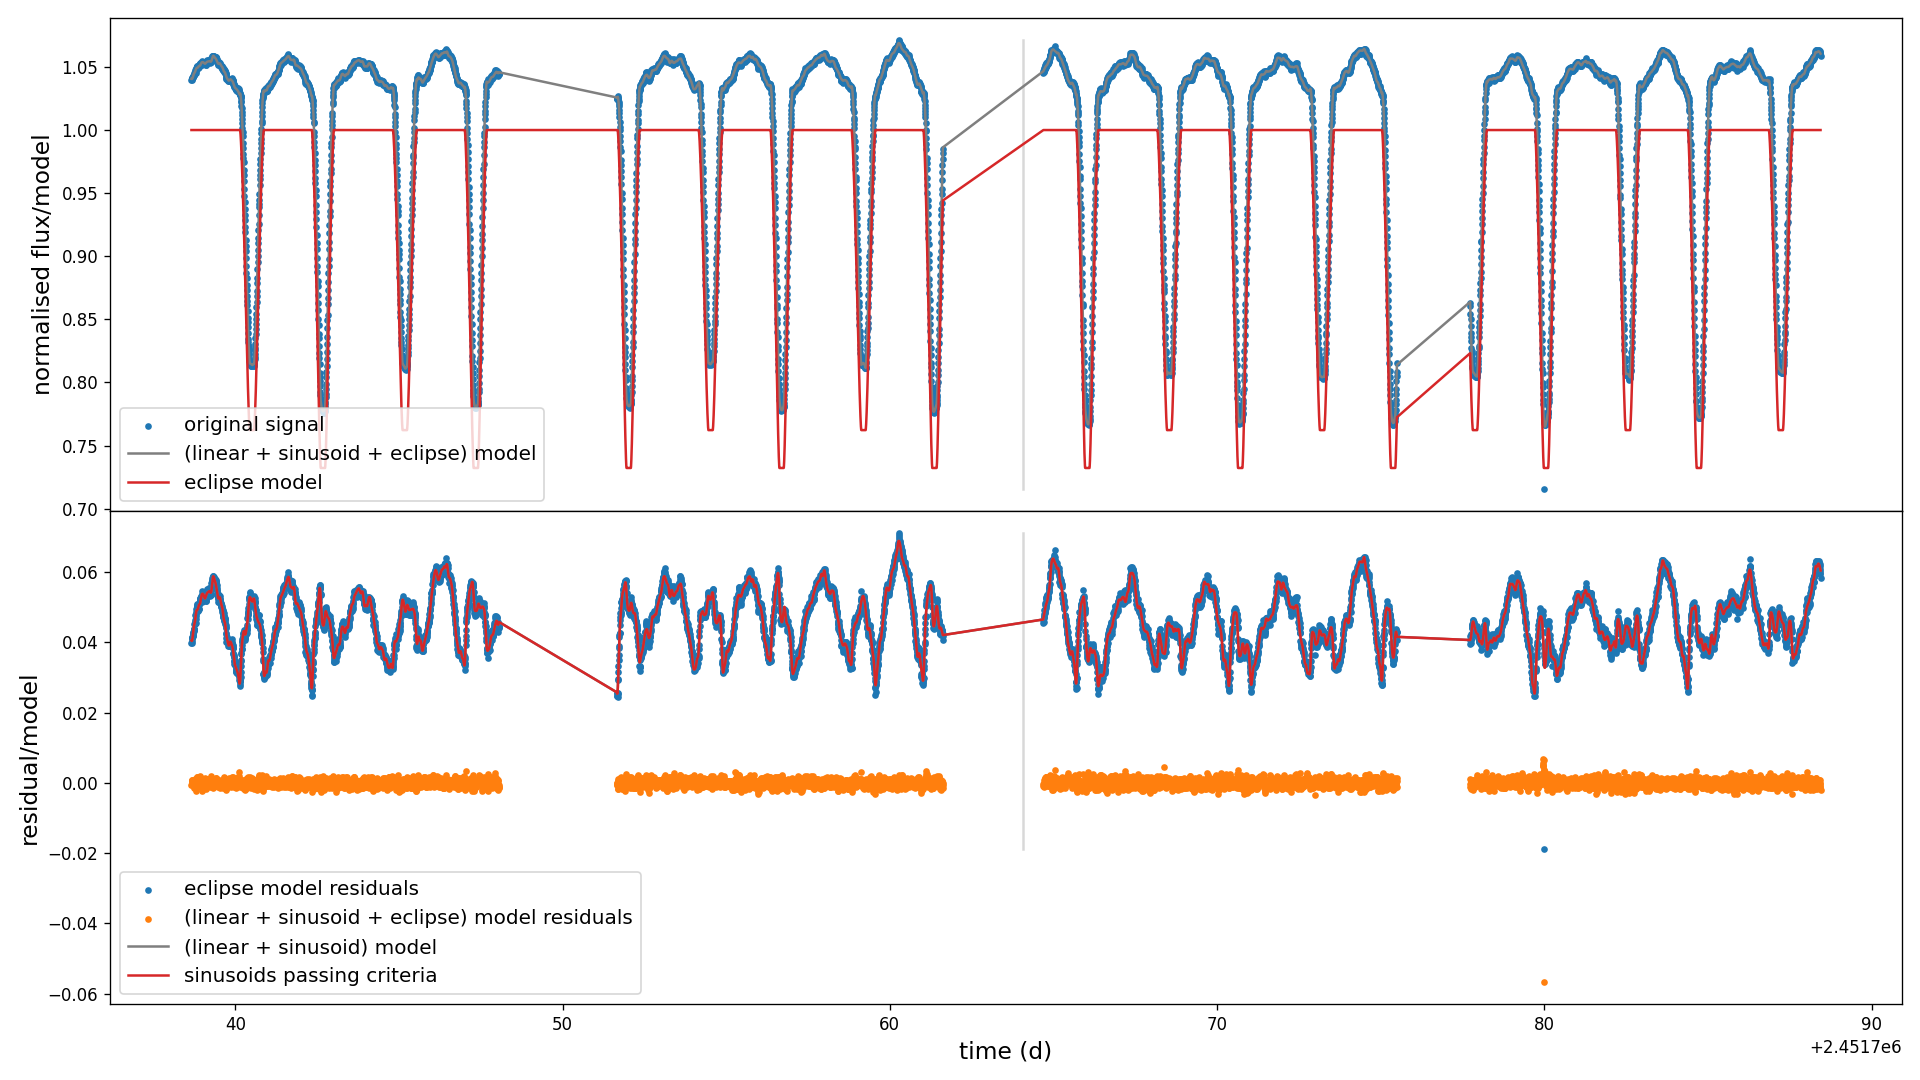 normalised flux/model
1.05
1.00
0.95
0.90
0.85
0.80
0.75
0.70
original signal
(linear + sinusoid + eclipse) model
eclipse model
residual/model
0.06
0.04
0.02
0.00
−0.02
−0.04
−0.06
eclipse model residuals
(linear + sinusoid + eclipse) model residuals
(linear + sinusoid) model
sinusoids passing criteria
40 50 60 70 80 90
time (d)
+2.4517e6